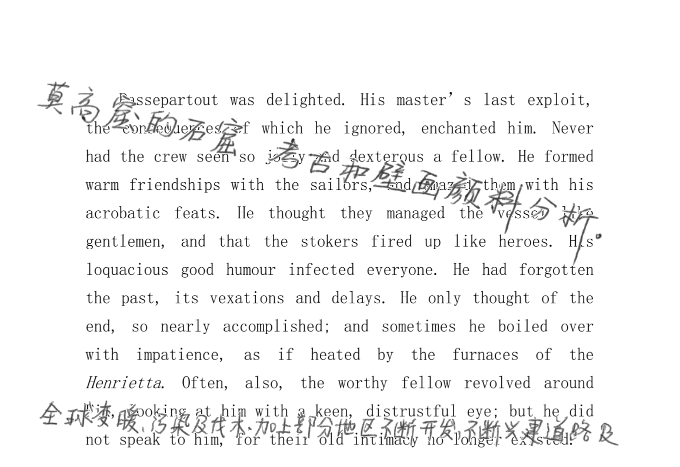 Passepartout was delighted. His master's last exploit,
the consequences of which he ignored, enchanted him. Never
had the crew seen so jolly and dexterous a fellow. He formed
warm friendships with the sailors, and amazed them with his
acrobatic feats. He thought they managed the vessel like
gentlemen, and that the stokers fired up like heroes. His
loquacious good humour infected everyone. He had forgotten
the past, its vexations and delays. He only thought of the
end, so nearly accomplished; and sometimes he boiled over
with impatience, as if heated by the furnaces of the
Henrietta. Often, also, the worthy fellow revolved around
Fix, looking at him with a keen, distrustful eye; but he did
not speak to him, for their old intimacy no longer existed.
莫高窟的石窟考古和壁画颜料分析。
全球变暖、污染及伐木,加上部分地区不断开发,不断兴建道路及